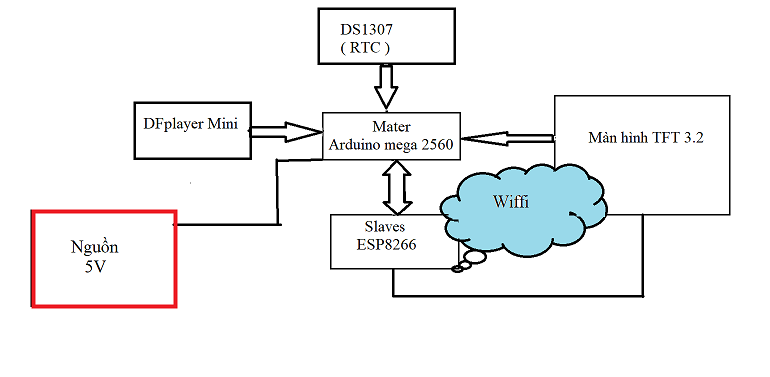 DS1307
( RTC )
DFplayer Mini
Mater
Arduino mega 2560
Màn hình TFT 3.2
Wiffi
Slaves
ESP8266
Nguồn
5V